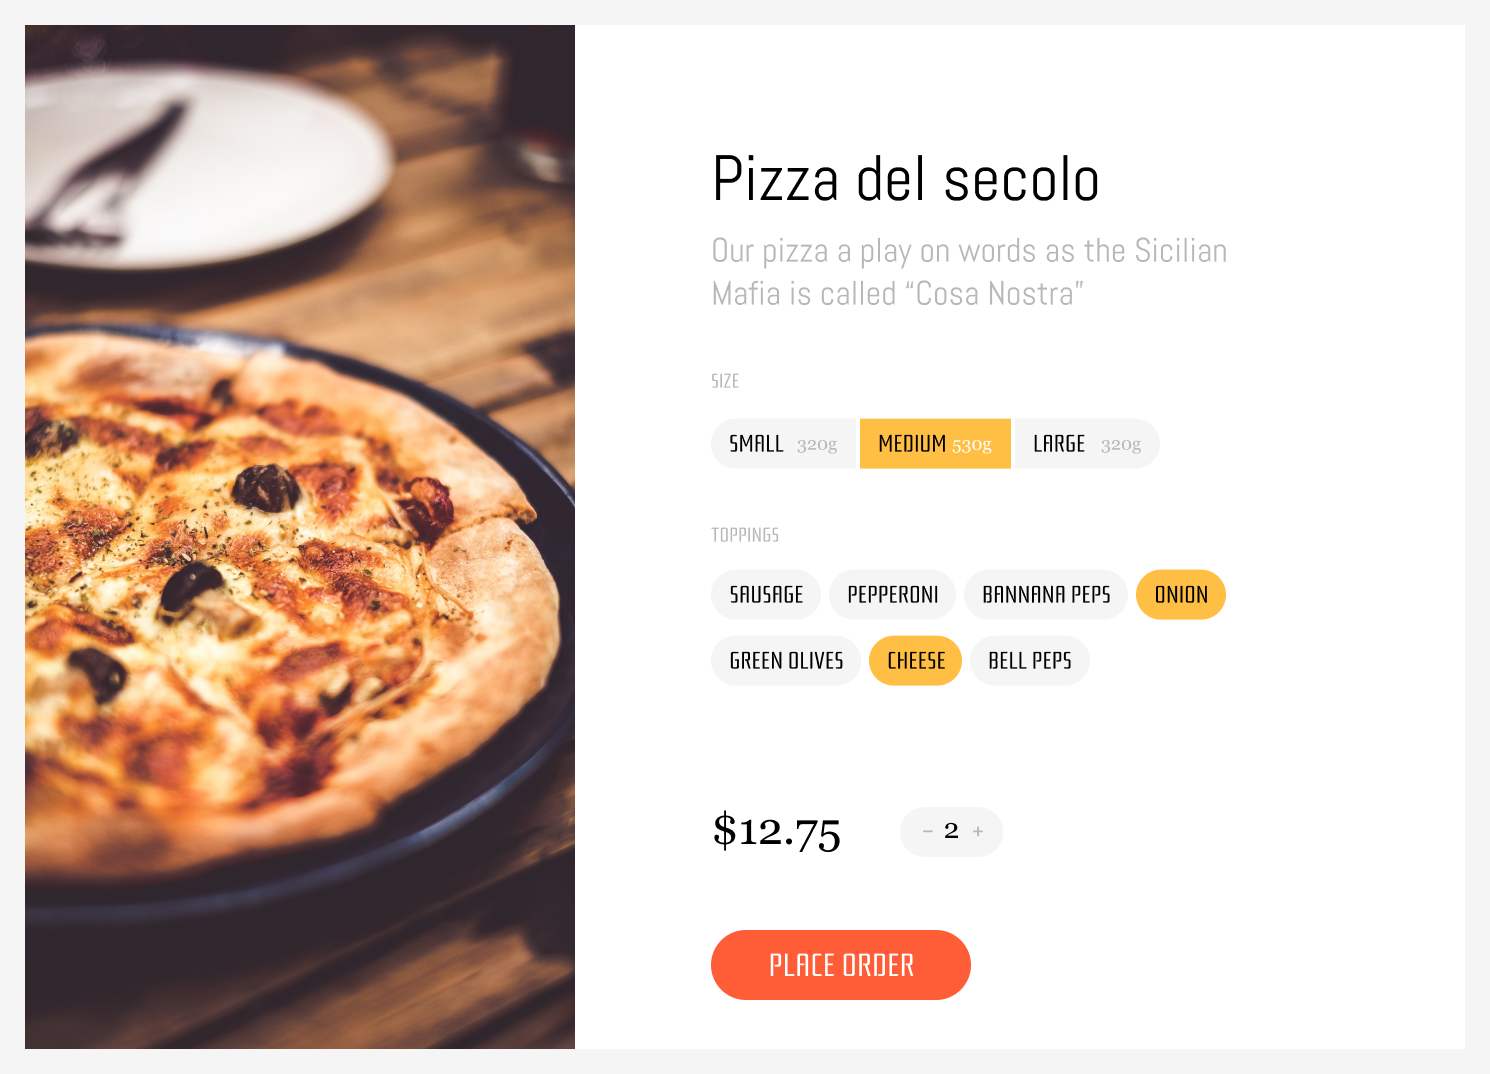 Pizza del secolo
Our pizza a play on words as the Sicilian
Mafia is called “Cosa Nostra”
SIZE
SMALL 320g MEDIUM 530g LARGE 320g
TOPPINGS
SAUSAGE PEPPERONI BANNANA PEPS ONION
GREEN OLIVES CHEESE BELL PEPS
$12.75 − 2 +
PLACE ORDER